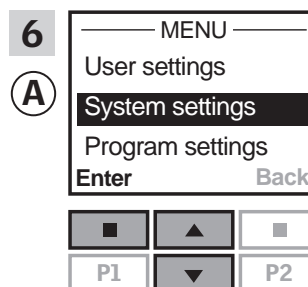 6
A
MENU
User settings
System settings
Program settings
Enter Back
P1 P2